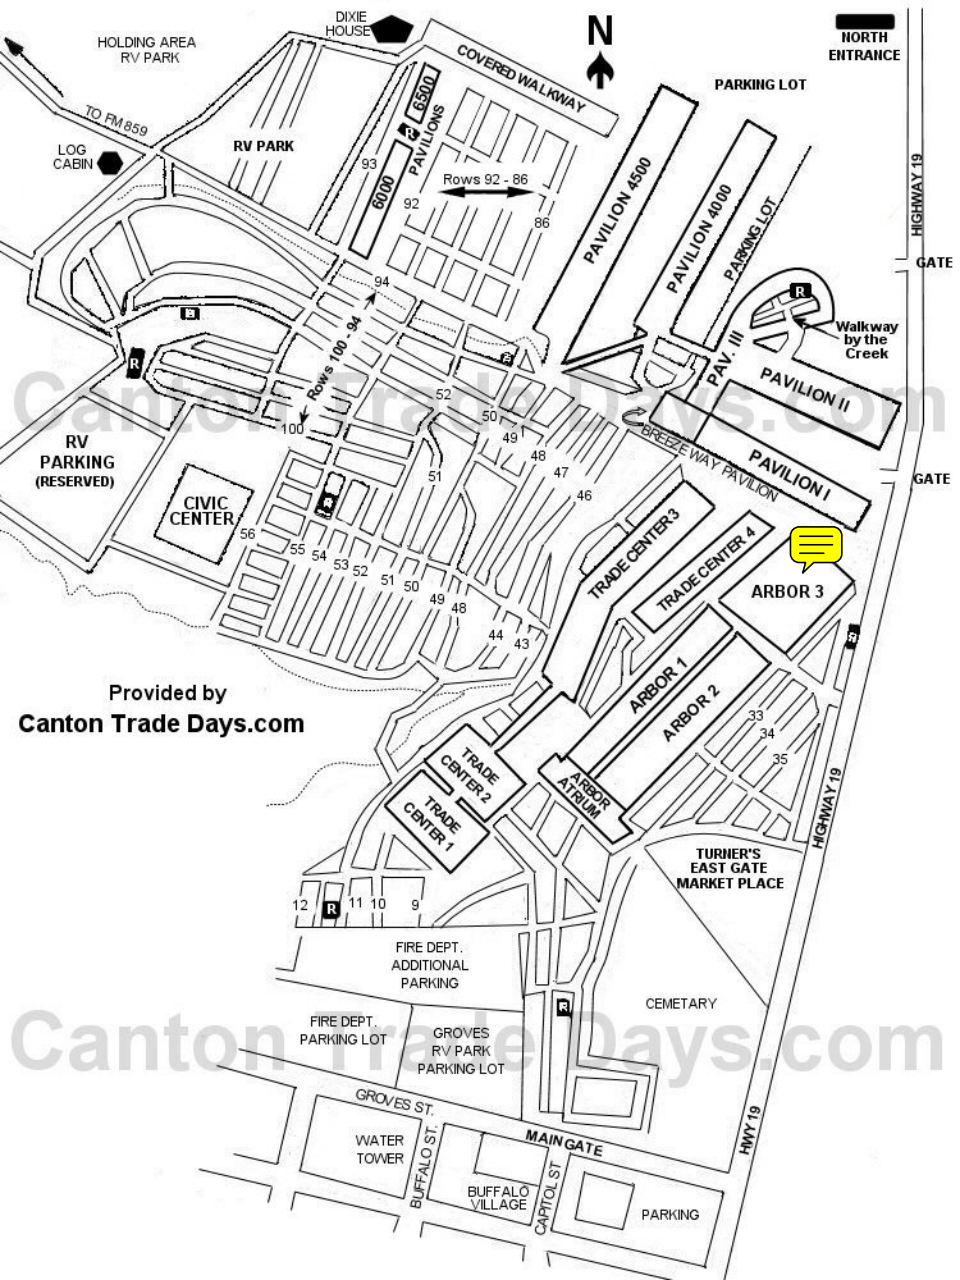 DIXIE
HOUSE
N
NORTH
ENTRANCE
HOLDING AREA
RV PARK
COVERED WALKWAY
PARKING LOT
TO FM 859
LOG
CABIN
RV PARK
6500
R
PAVILIONS
6000
93
92
Rows 92 - 86
86
PAVILION 4500
PAVILION 4000
PARKING LOT
HIGHWAY 19
GATE
94
Rows 100 - 94
100
R
R
R
R
PAV. III
Walkway
by the
Creek
PAVILION II
Canton Trade Days.com
BREEZEWAY PAVILION
PAVILION I
GATE
52
50
49
48
47
46
51
RV
PARKING
(RESERVED)
CIVIC
CENTER
R
56
55
54
53
52
51
50
49
48
44
43
TRADE CENTER 3
TRADE CENTER 4
ARBOR 3
R
ARBOR 1
ARBOR 2
33
34
35
Provided by
Canton Trade Days.com
TRADE
CENTER 2
TRADE
CENTER 1
ARBOR
ATRIUM
HIGHWAY 19
TURNER'S
EAST GATE
MARKET PLACE
12
R
11
10
9
FIRE DEPT.
ADDITIONAL
PARKING
CEMETARY
R
FIRE DEPT.
PARKING LOT
GROVES
RV PARK
PARKING LOT
Canton Trade Days.com
GROVES ST.
MAIN GATE
HWY 19
WATER
TOWER
BUFFALO ST.
BUFFALO
VILLAGE
CAPITOL ST
PARKING